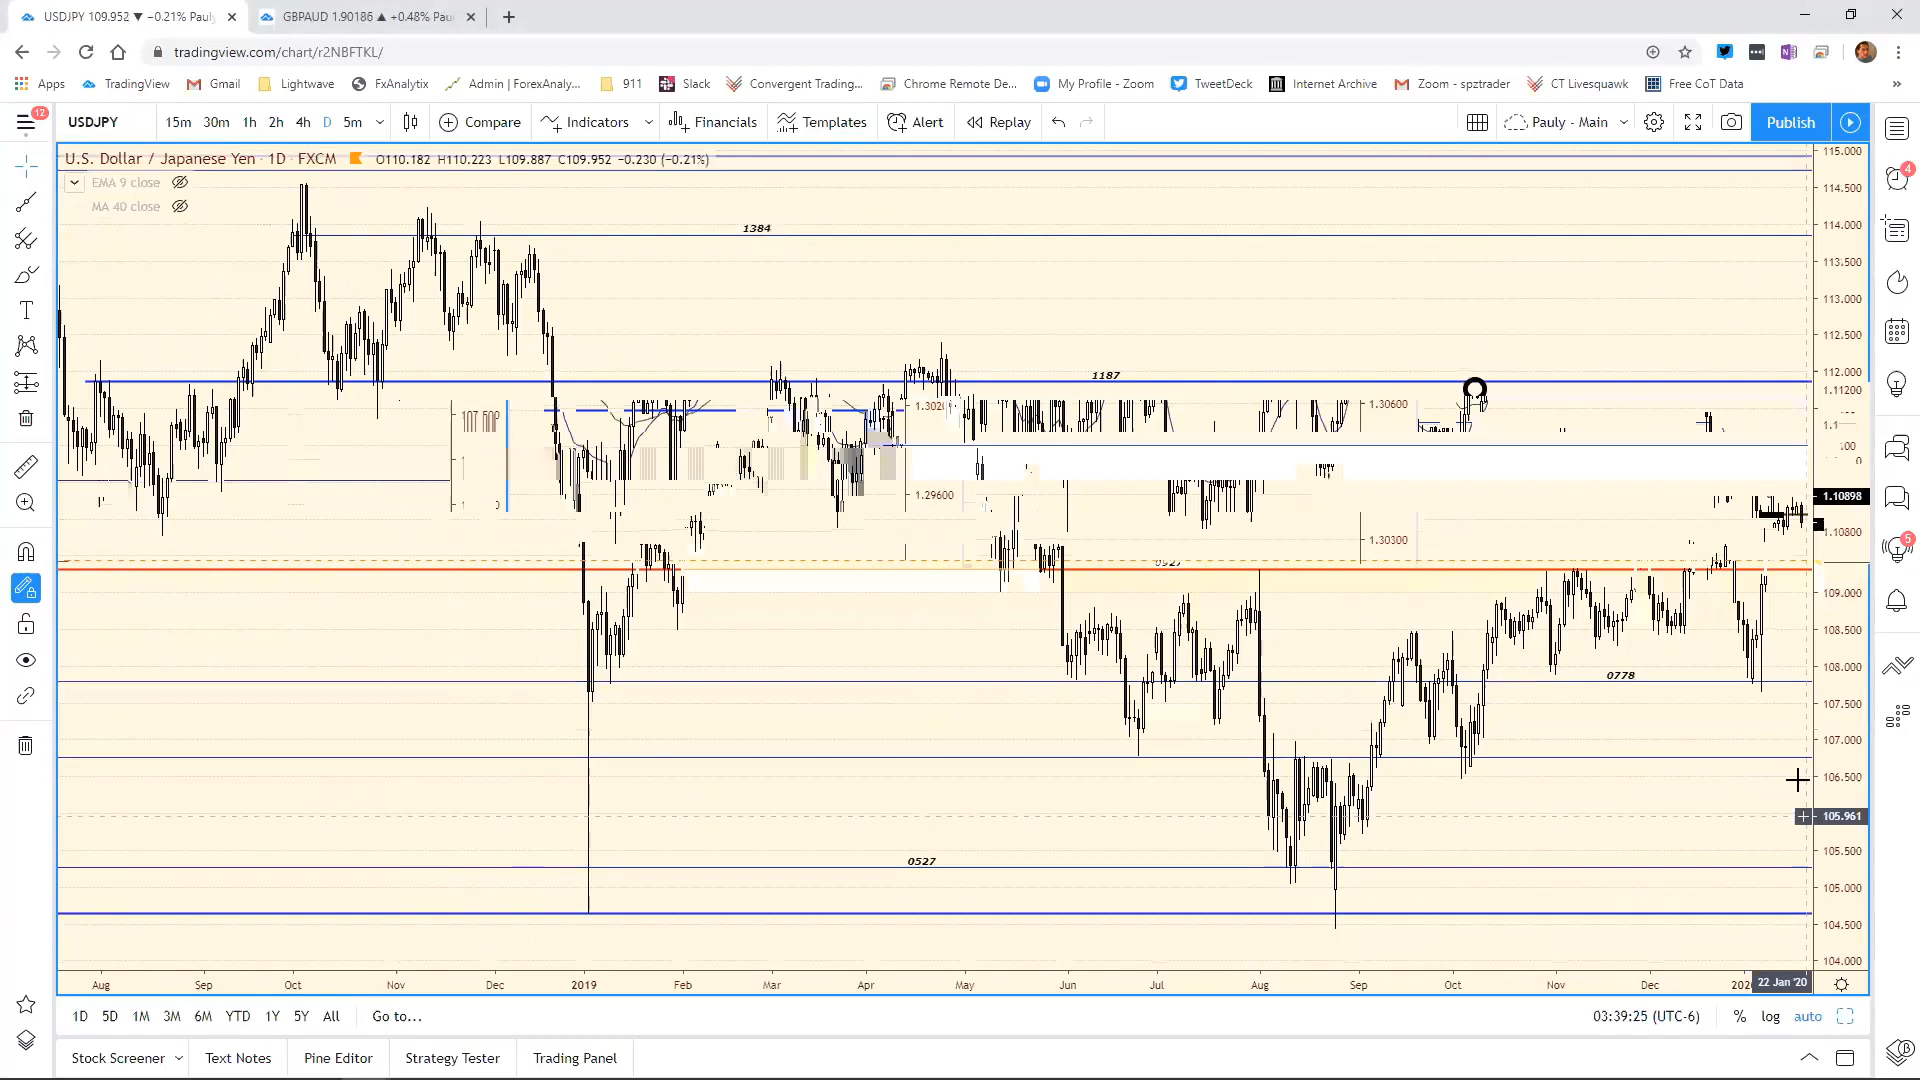 USDJPY 109.952 ▼ −0.21% Pauly
GBPAUD 1.90186 ▲ +0.48% Paul
tradingview.com/chart/r2NBFTKL/
Apps
TradingView
Gmail
Lightwave
FxAnalytix
Admin | ForexAnaly...
911
Slack
Convergent Trading...
Chrome Remote De...
My Profile - Zoom
TweetDeck
Internet Archive
Zoom - spztrader
CT Livesquawk
Free CoT Data
»
12
USDJPY
15m 30m 1h 2h 4h D 5m
Compare
Indicators
Financials
Templates
Alert
Replay
Pauly - Main
Publish
U.S. Dollar / Japanese Yen · 1D · FXCM
O110.182 H110.223 L109.887 C109.952 −0.230 (−0.21%)
EMA 9 close
MA 40 close
115.000
4
114.500
1384
114.000
113.500
113.000
112.500
1187
112.000
1.11200
1.30600
1.29600
1.10898
1.30300
1.10800
5
109.000
108.500
108.000
0778
107.500
107.000
106.500
105.961
0527
105.500
105.000
104.500
104.000
Aug Sep Oct Nov Dec 2019 Feb Mar Apr May Jun Jul Aug Sep Oct Nov Dec
22 Jan '20
1D 5D 1M 3M 6M YTD 1Y 5Y All
Go to...
03:39:25 (UTC-6)
% log auto
Stock Screener
Text Notes
Pine Editor
Strategy Tester
Trading Panel